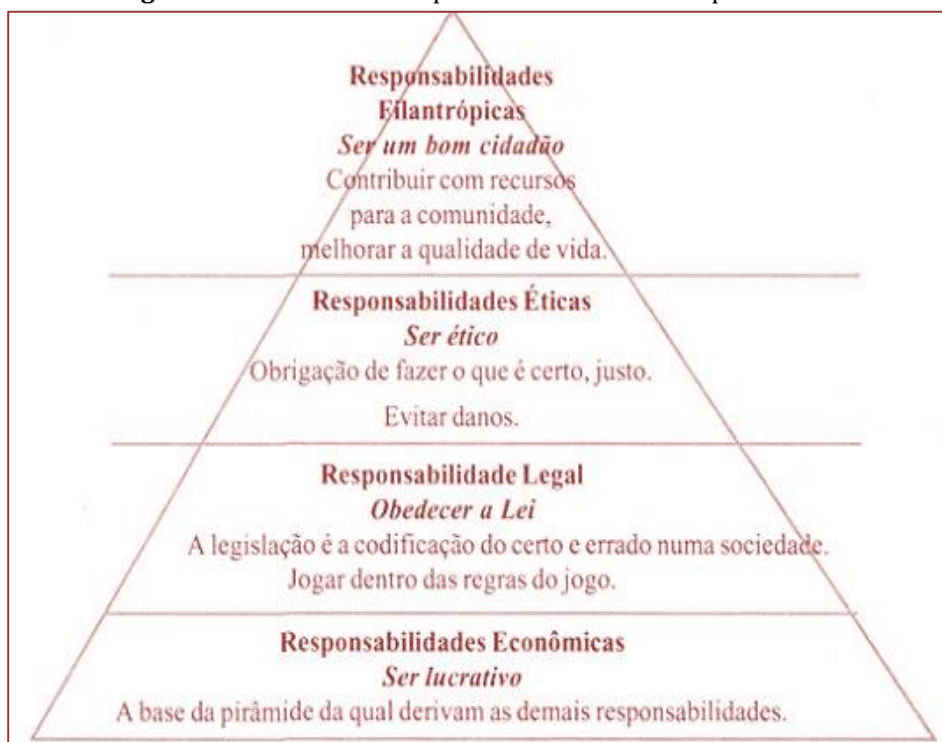 Responsabilidades
Filantrópicas
Ser um bom cidadão
Contribuir com recursos
para a comunidade,
melhorar a qualidade de vida.
Responsabilidades Éticas
Ser ético
Obrigação de fazer o que é certo, justo.
Evitar danos.
Responsabilidade Legal
Obedecer a Lei
A legislação é a codificação do certo e errado numa sociedade.
Jogar dentro das regras do jogo.
Responsabilidades Econômicas
Ser lucrativo
A base da pirâmide da qual derivam as demais responsabilidades.